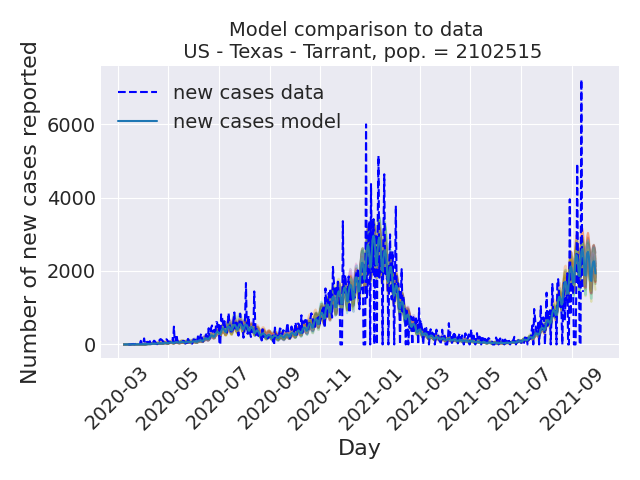 Model comparison to data
US - Texas - Tarrant, pop. = 2102515
new cases data
new cases model
Number of new cases reported
6000
4000
2000
0
2020-03
2020-05
2020-07
2020-09
2020-11
2021-01
2021-03
2021-05
2021-07
2021-09
Day